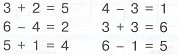 3 + 2 = 5 4 − 3 = 1
6 − 4 = 2 3 + 3 = 6
5 + 1 = 4 6 − 1 = 5